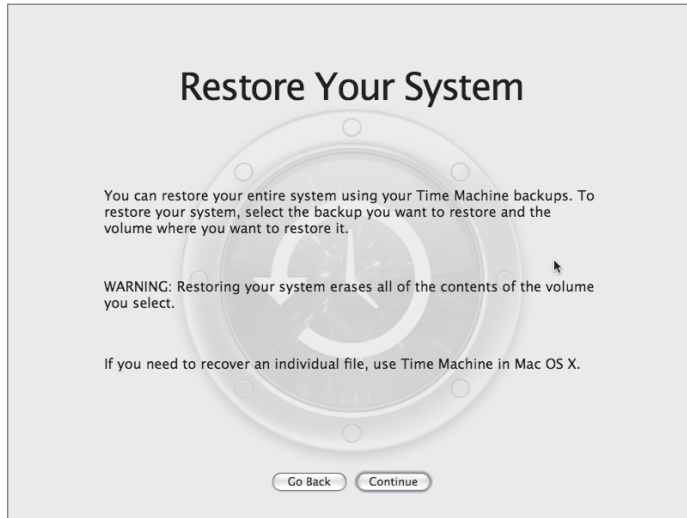 Restore Your System
You can restore your entire system using your Time Machine backups. To
restore your system, select the backup you want to restore and the
volume where you want to restore it.
WARNING: Restoring your system erases all of the contents of the volume
you select.
If you need to recover an individual file, use Time Machine in Mac OS X.
Go Back Continue